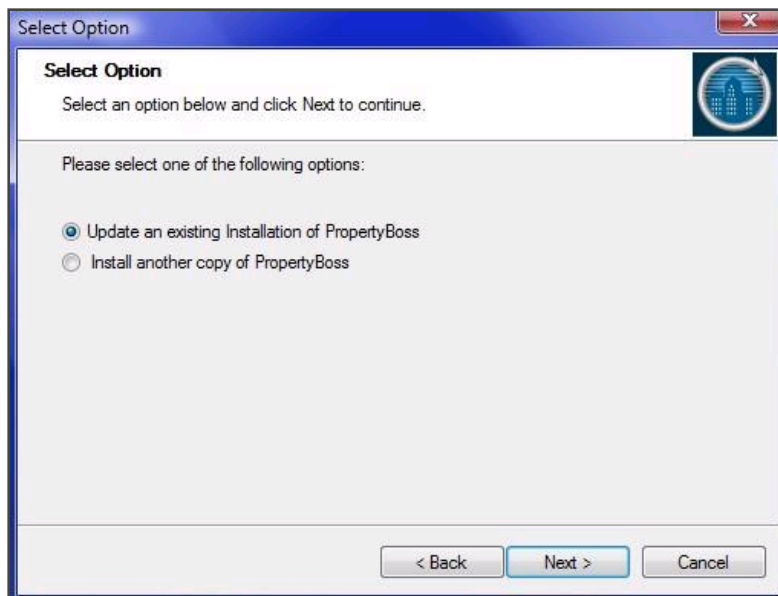 Select Option
Select Option
Select an option below and click Next to continue.
Please select one of the following options:
Update an existing Installation of PropertyBoss
Install another copy of PropertyBoss
< Back Next > Cancel